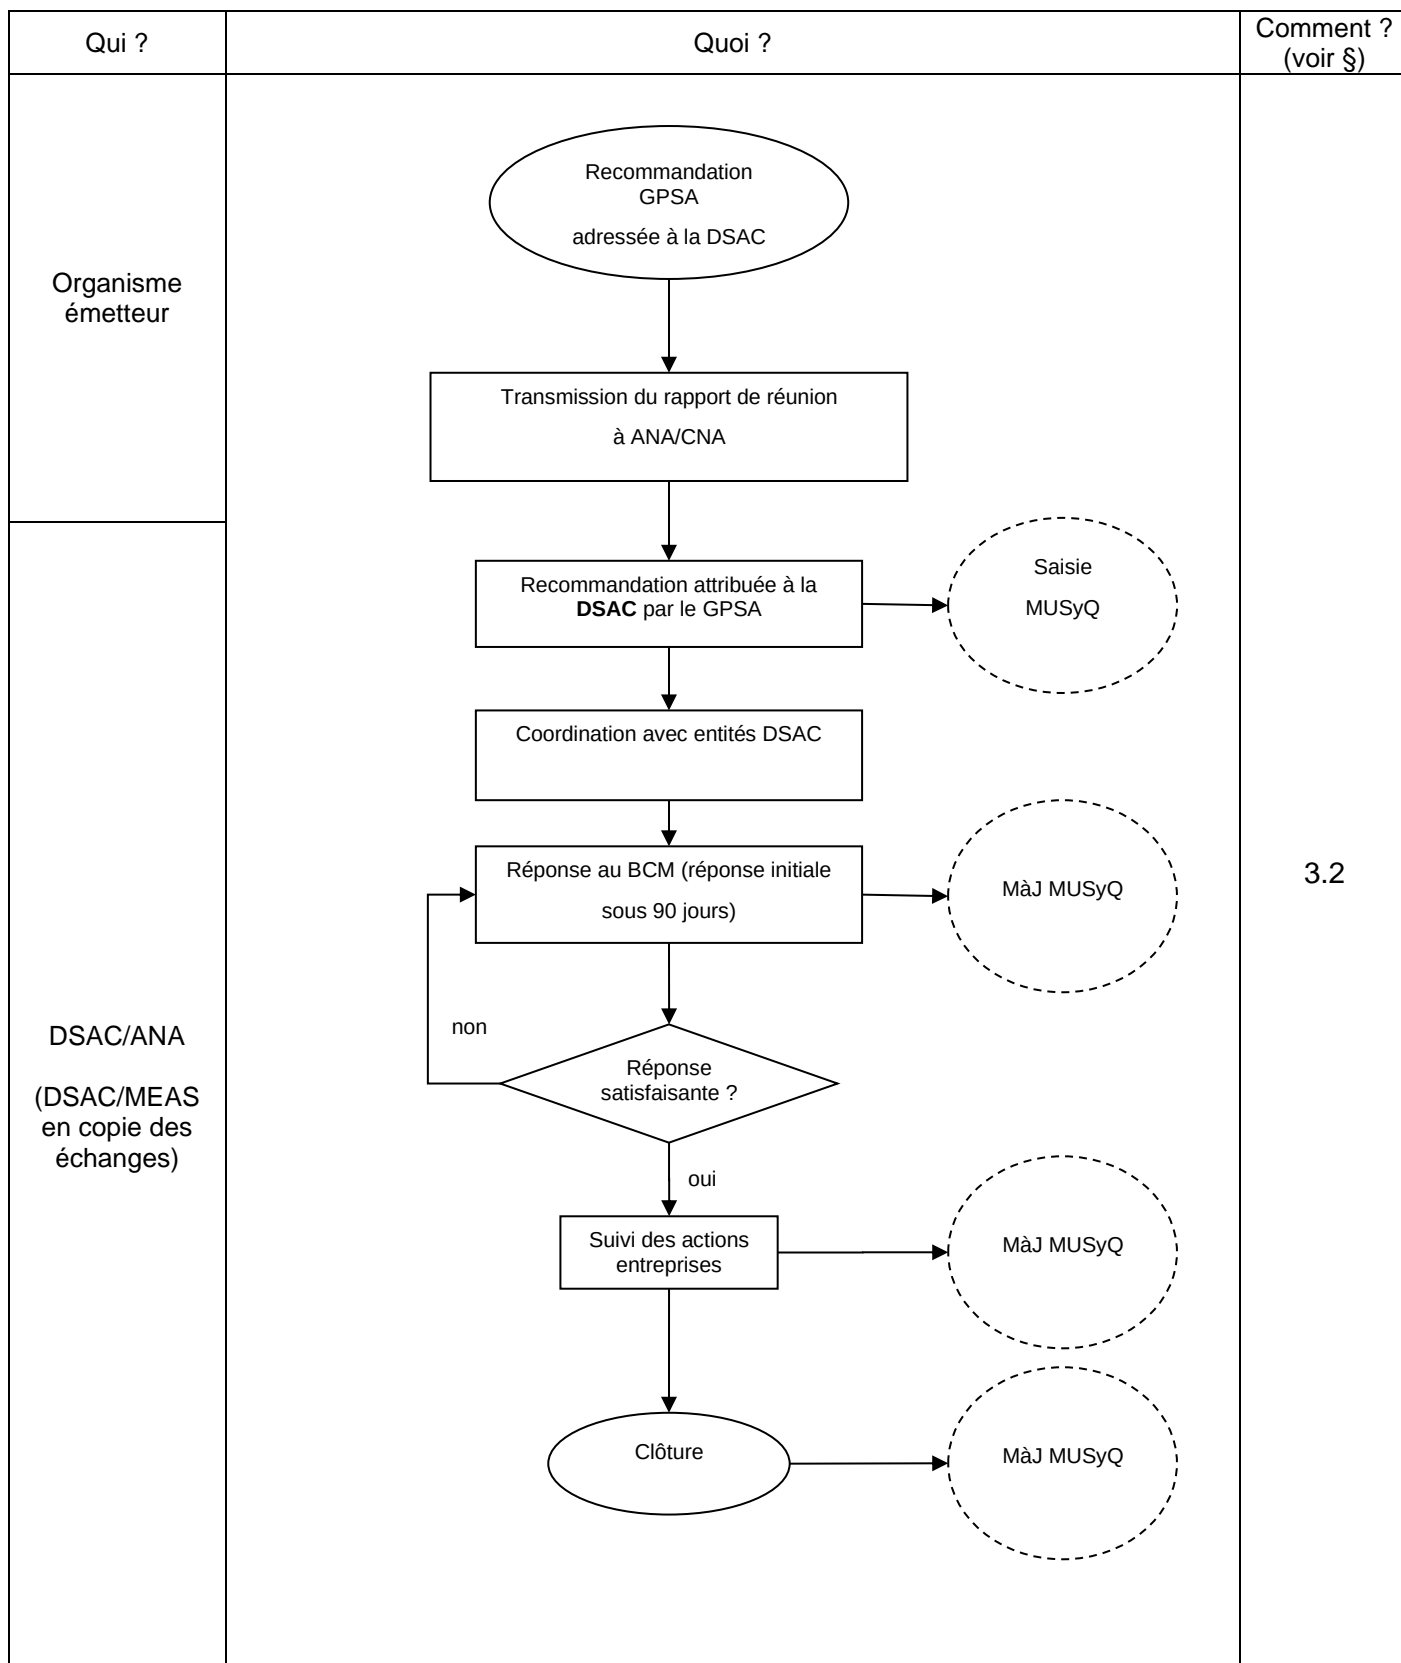 Qui ?
Quoi ?
Comment ?
(voir §)
Organisme
émetteur
Recommandation
GPSA
adressée à la DSAC
Transmission du rapport de réunion
à ANA/CNA
DSAC/ANA
(DSAC/MEAS
en copie des
échanges)
Recommandation attribuée à la
DSAC par le GPSA
Saisie
MUSyQ
Coordination avec entités DSAC
Réponse au BCM (réponse initiale
sous 90 jours)
MàJ MUSyQ
non
Réponse
satisfaisante ?
oui
Suivi des actions
entreprises
MàJ MUSyQ
Clôture
MàJ MUSyQ
3.2